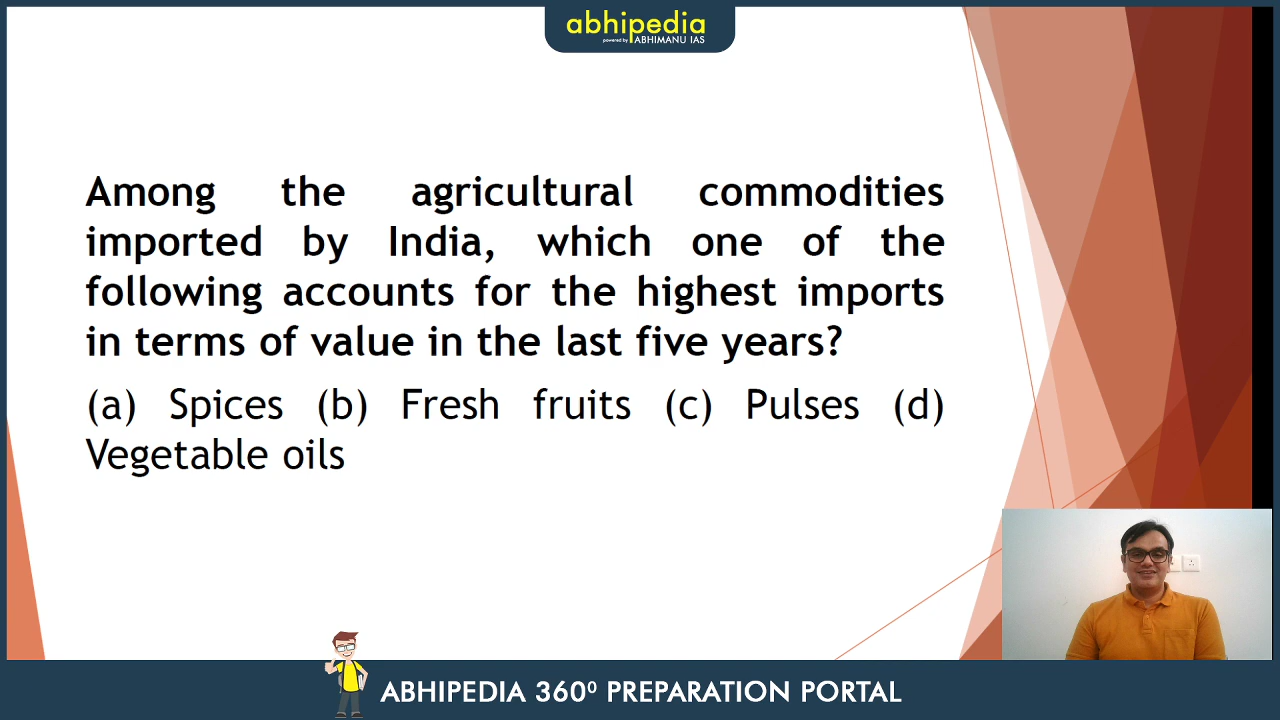 abhipedia
powered by ABHIMANU IAS
Among the agricultural commodities
imported by India, which one of the
following accounts for the highest imports
in terms of value in the last five years?
(a) Spices (b) Fresh fruits (c) Pulses (d)
Vegetable oils
ABHIPEDIA 360⁰ PREPARATION PORTAL